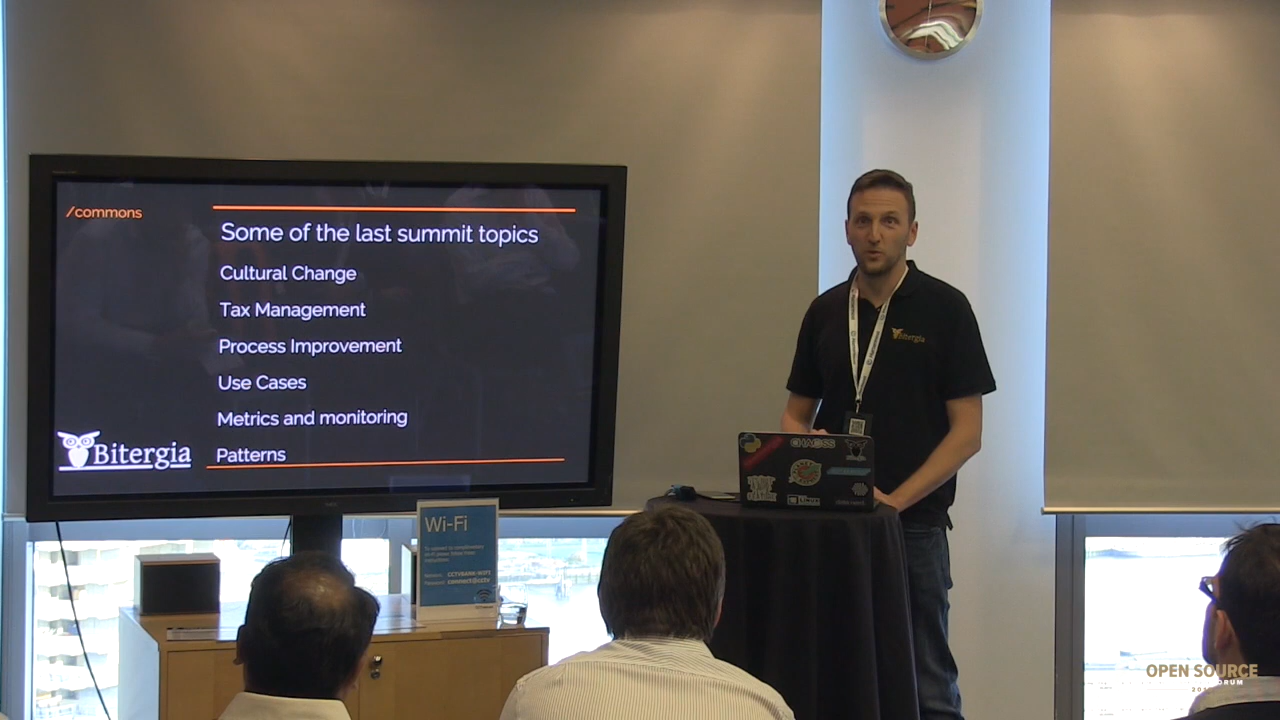 /commons
Some of the last summit topics
Cultural Change
Tax Management
Process Improvement
Use Cases
Metrics and monitoring
Patterns
Bitergia
Bitergia
CHAOSS
Wi-Fi
Linux
OPEN SOURCE